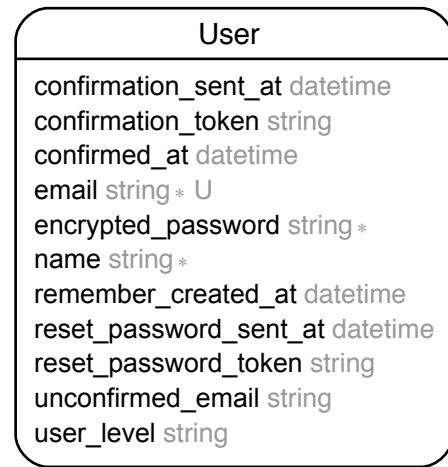 User
confirmation_sent_at datetime
confirmation_token string
confirmed_at datetime
email string * U
encrypted_password string *
name string *
remember_created_at datetime
reset_password_sent_at datetime
reset_password_token string
unconfirmed_email string
user_level string